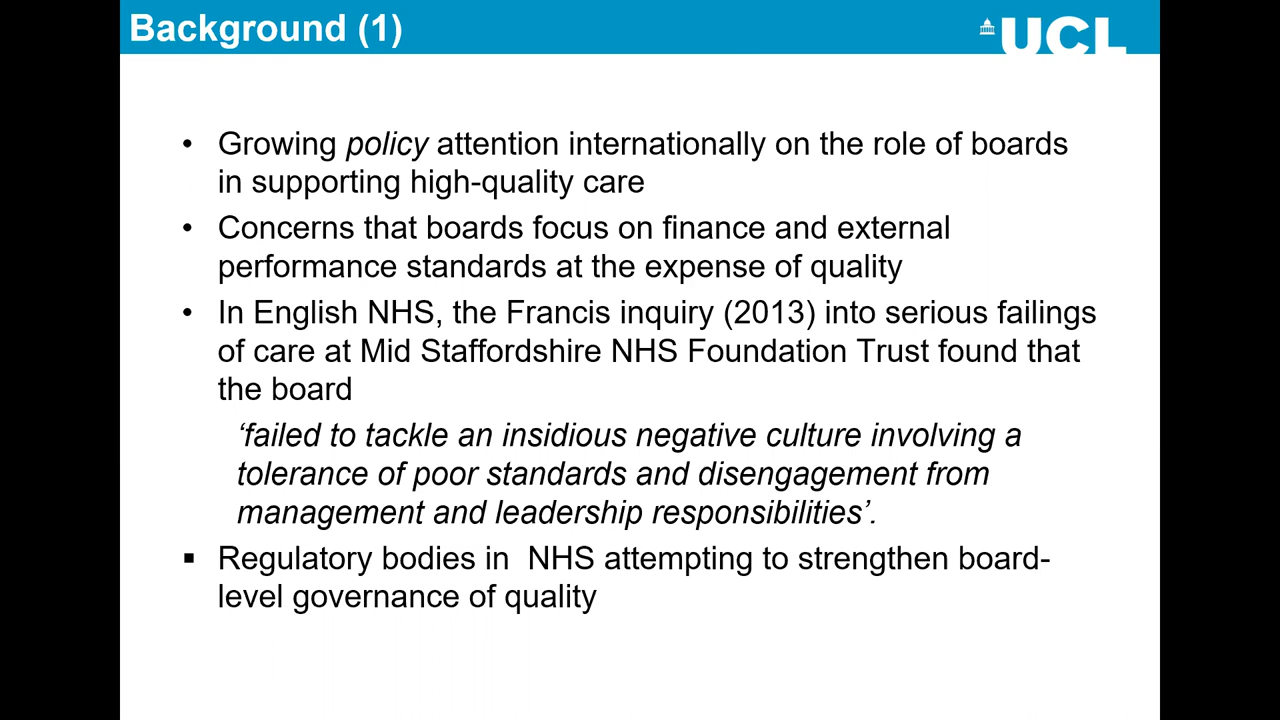 Background (1)
UCL
• Growing policy attention internationally on the role of boards
in supporting high-quality care
• Concerns that boards focus on finance and external
performance standards at the expense of quality
• In English NHS, the Francis inquiry (2013) into serious failings
of care at Mid Staffordshire NHS Foundation Trust found that
the board
‘failed to tackle an insidious negative culture involving a
tolerance of poor standards and disengagement from
management and leadership responsibilities’.
▪ Regulatory bodies in  NHS attempting to strengthen board-
level governance of quality